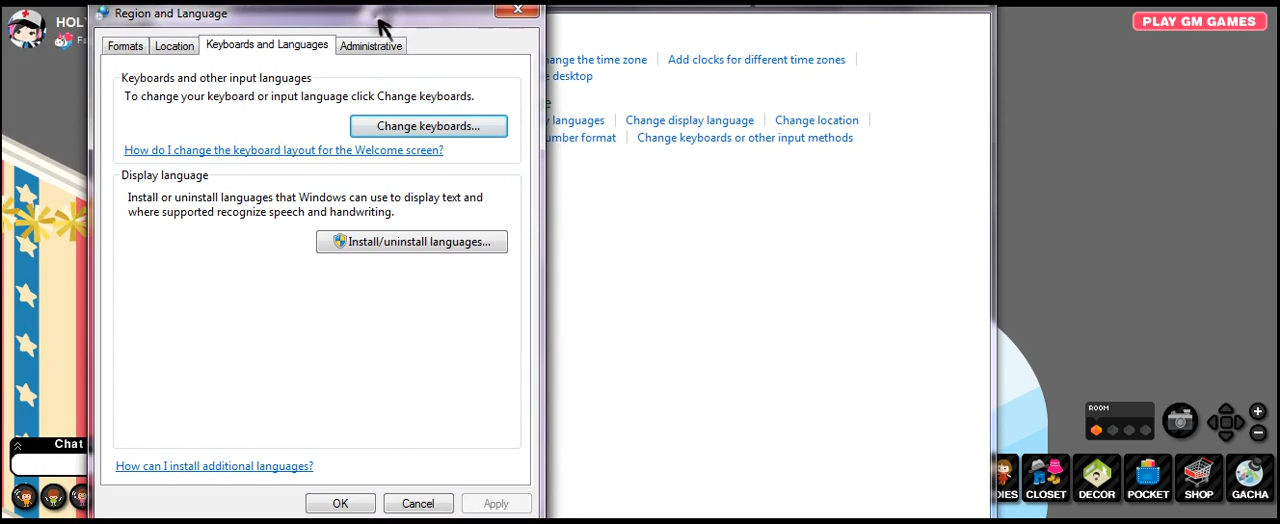 Region and Language
HOL
PLAY GM GAMES
Formats
Location
Keyboards and Languages
Administrative
Keyboards and other input languages
To change your keyboard or input language click Change keyboards.
Change keyboards...
How do I change the keyboard layout for the Welcome screen?
Display language
Install or uninstall languages that Windows can use to display text and
where supported recognize speech and handwriting.
Install/uninstall languages...
How can I install additional languages?
OK
Cancel
Apply
hange the time zone
Add clocks for different time zones
e desktop
y languages
Change display language
Change location
umber format
Change keyboards or other input methods
Chat
ROOM
DIES
CLOSET
DECOR
POCKET
SHOP
GACHA